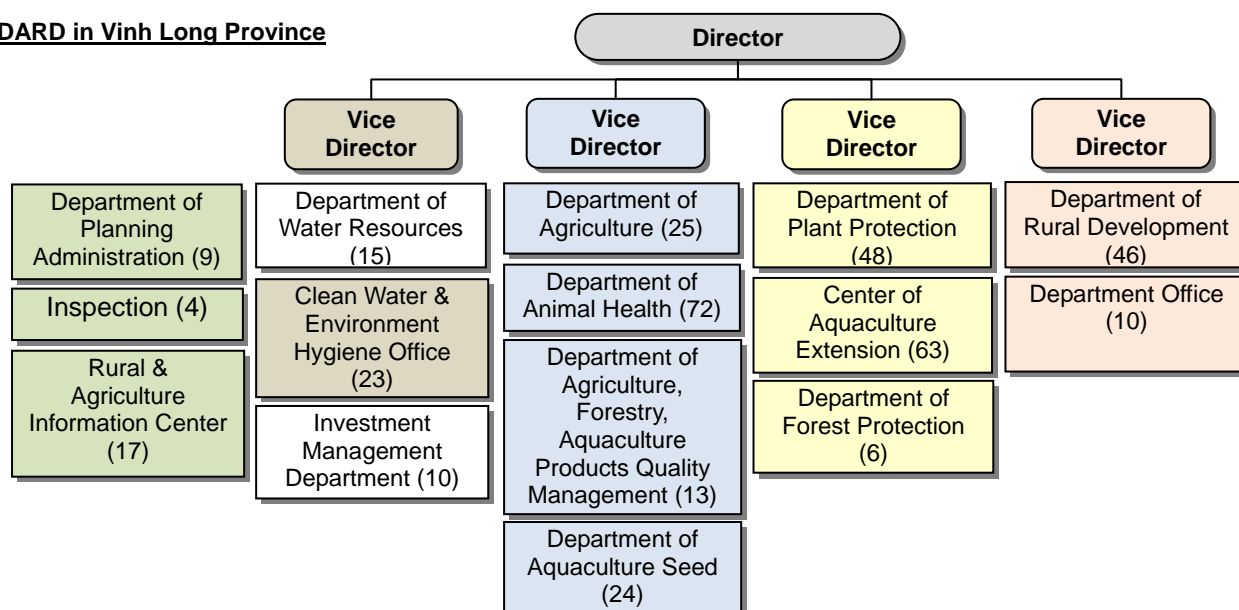 DARD in Vinh Long Province
Director
Vice
Director
Vice
Director
Vice
Director
Vice
Director
Department of
Planning
Administration (9)
Inspection (4)
Rural &
Agriculture
Information Center
(17)
Department of
Water Resources
(15)
Clean Water &
Environment
Hygiene Office
(23)
Investment
Management
Department (10)
Department of
Agriculture (25)
Department of
Animal Health (72)
Department of
Agriculture,
Forestry,
Aquaculture
Products Quality
Management (13)
Department of
Aquaculture Seed
(24)
Department of
Plant Protection
(48)
Center of
Aquaculture
Extension (63)
Department of
Forest Protection
(6)
Department of
Rural Development
(46)
Department Office
(10)